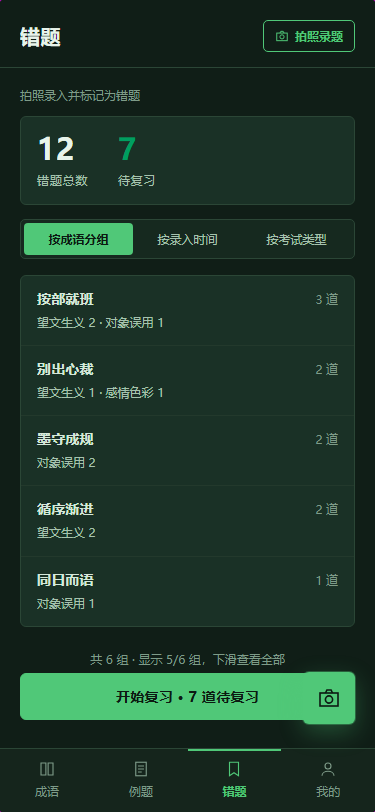 错题
拍照录题
拍照录入并标记为错题
12
7
错题总数
待复习
按成语分组
按录入时间
按考试类型
按部就班
3 道
望文生义 2 · 对象误用 1
别出心裁
2 道
望文生义 1 · 感情色彩 1
墨守成规
2 道
对象误用 2
循序渐进
2 道
望文生义 2
同日而语
1 道
对象误用 1
共 6 组 · 显示 5/6 组，下滑查看全部
开始复习 • 7 道待复习
成语
例题
错题
我的